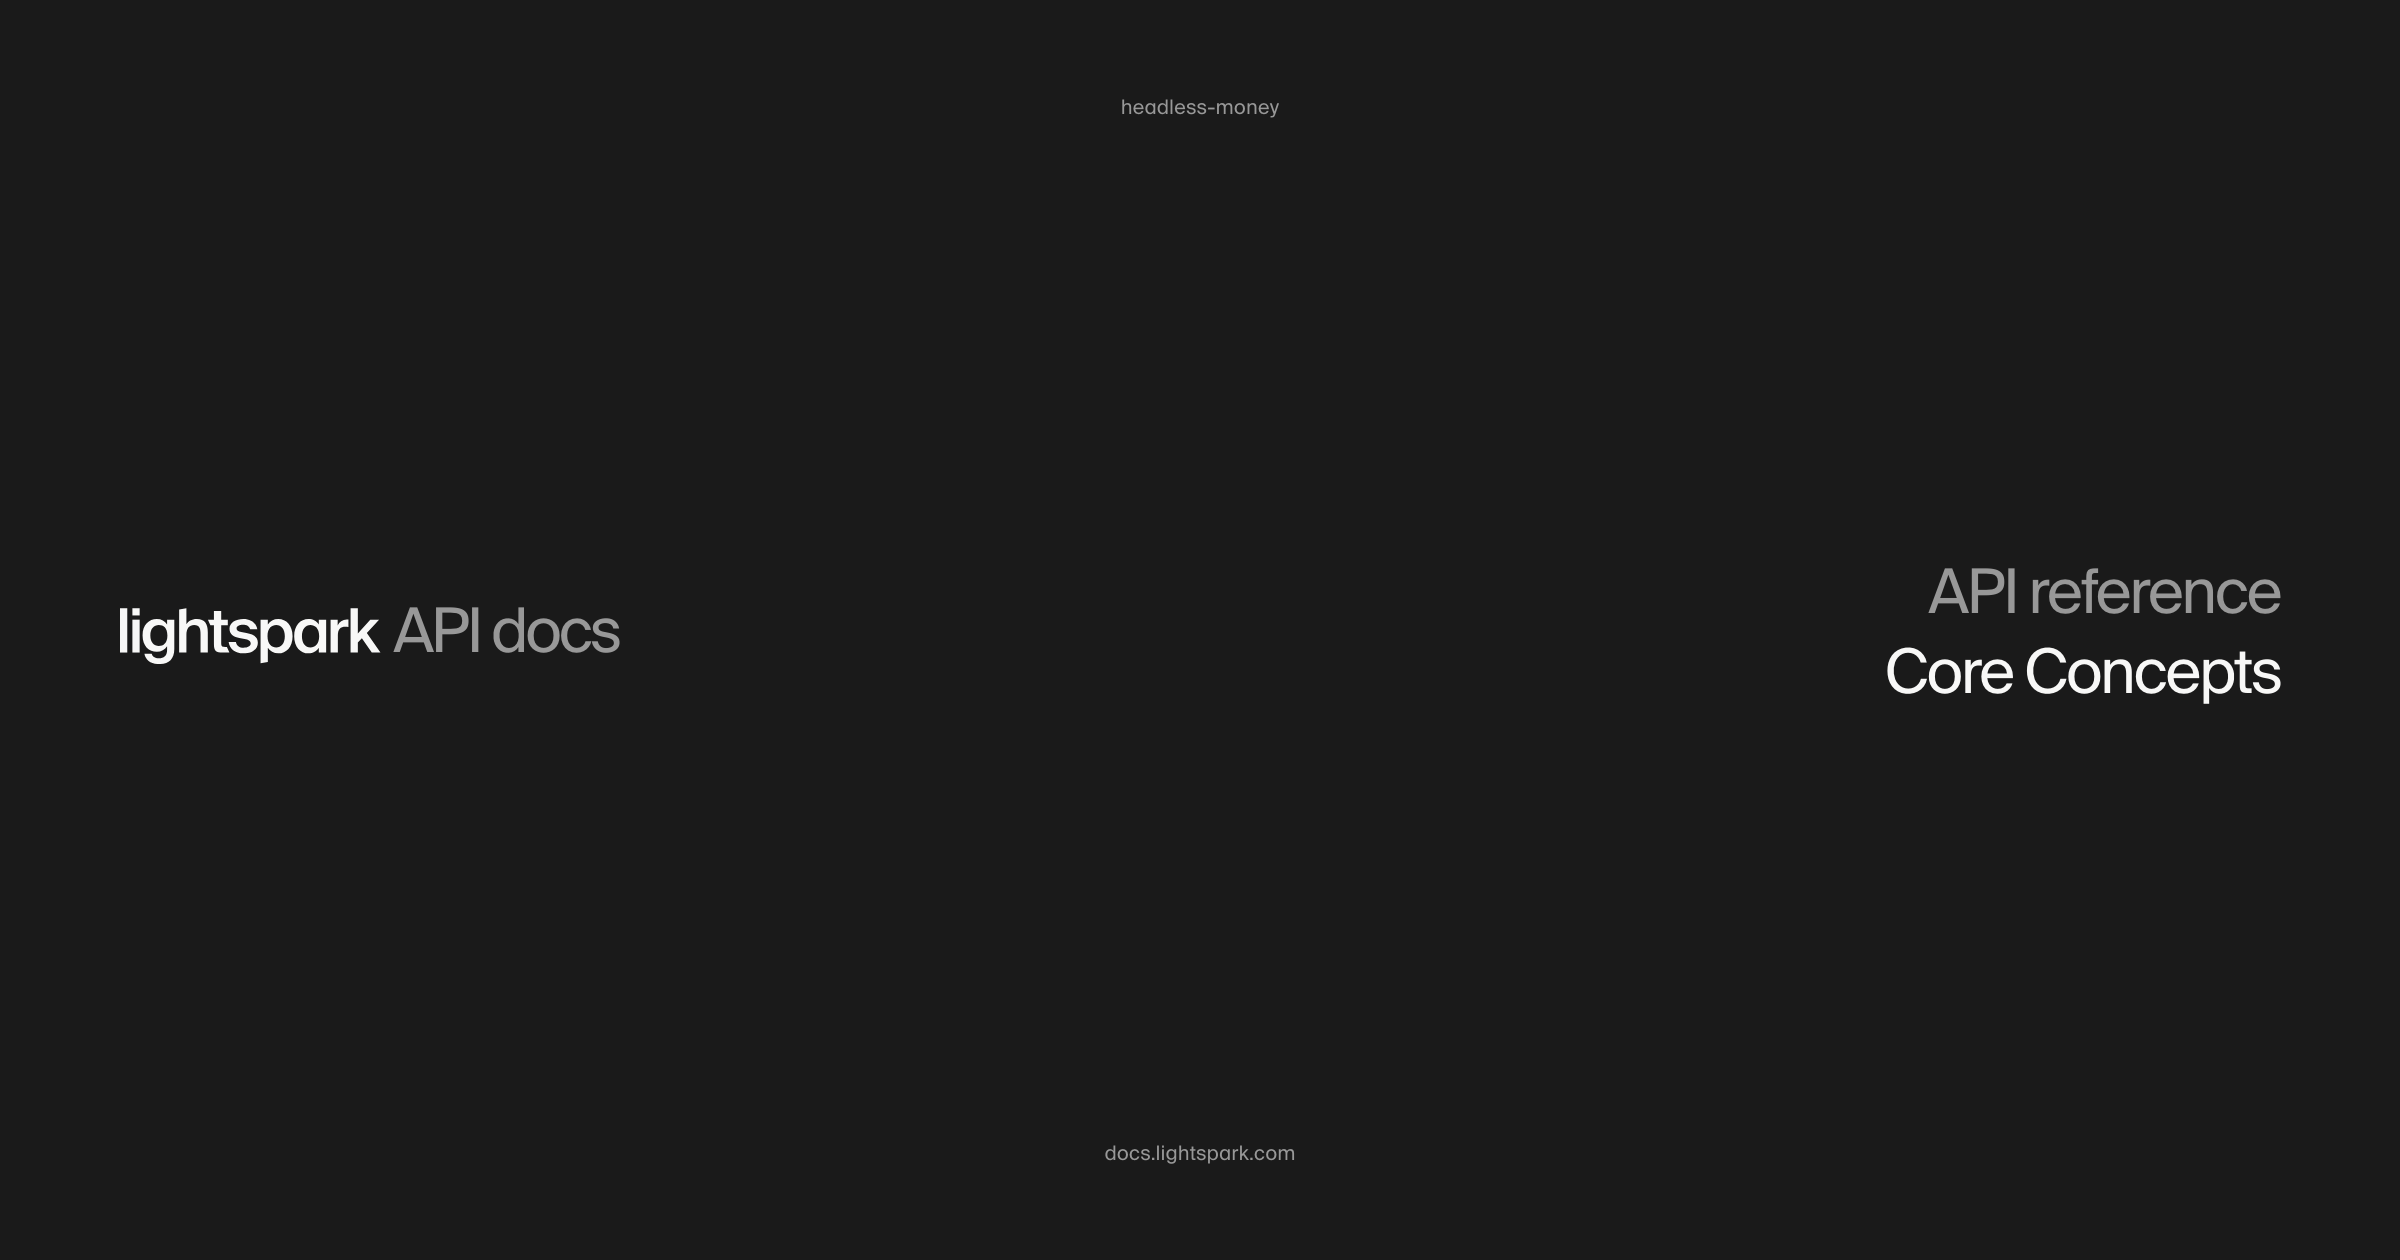 headless-money
lightspark API docs
API reference
Core Concepts
docs.lightspark.com